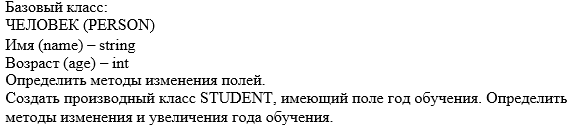 Базовый класс:
ЧЕЛОВЕК (PERSON)
Имя (name) – string
Возраст (age) – int
Определить методы изменения полей.
Создать производный класс STUDENT, имеющий поле год обучения. Определить
методы изменения и увеличения года обучения.